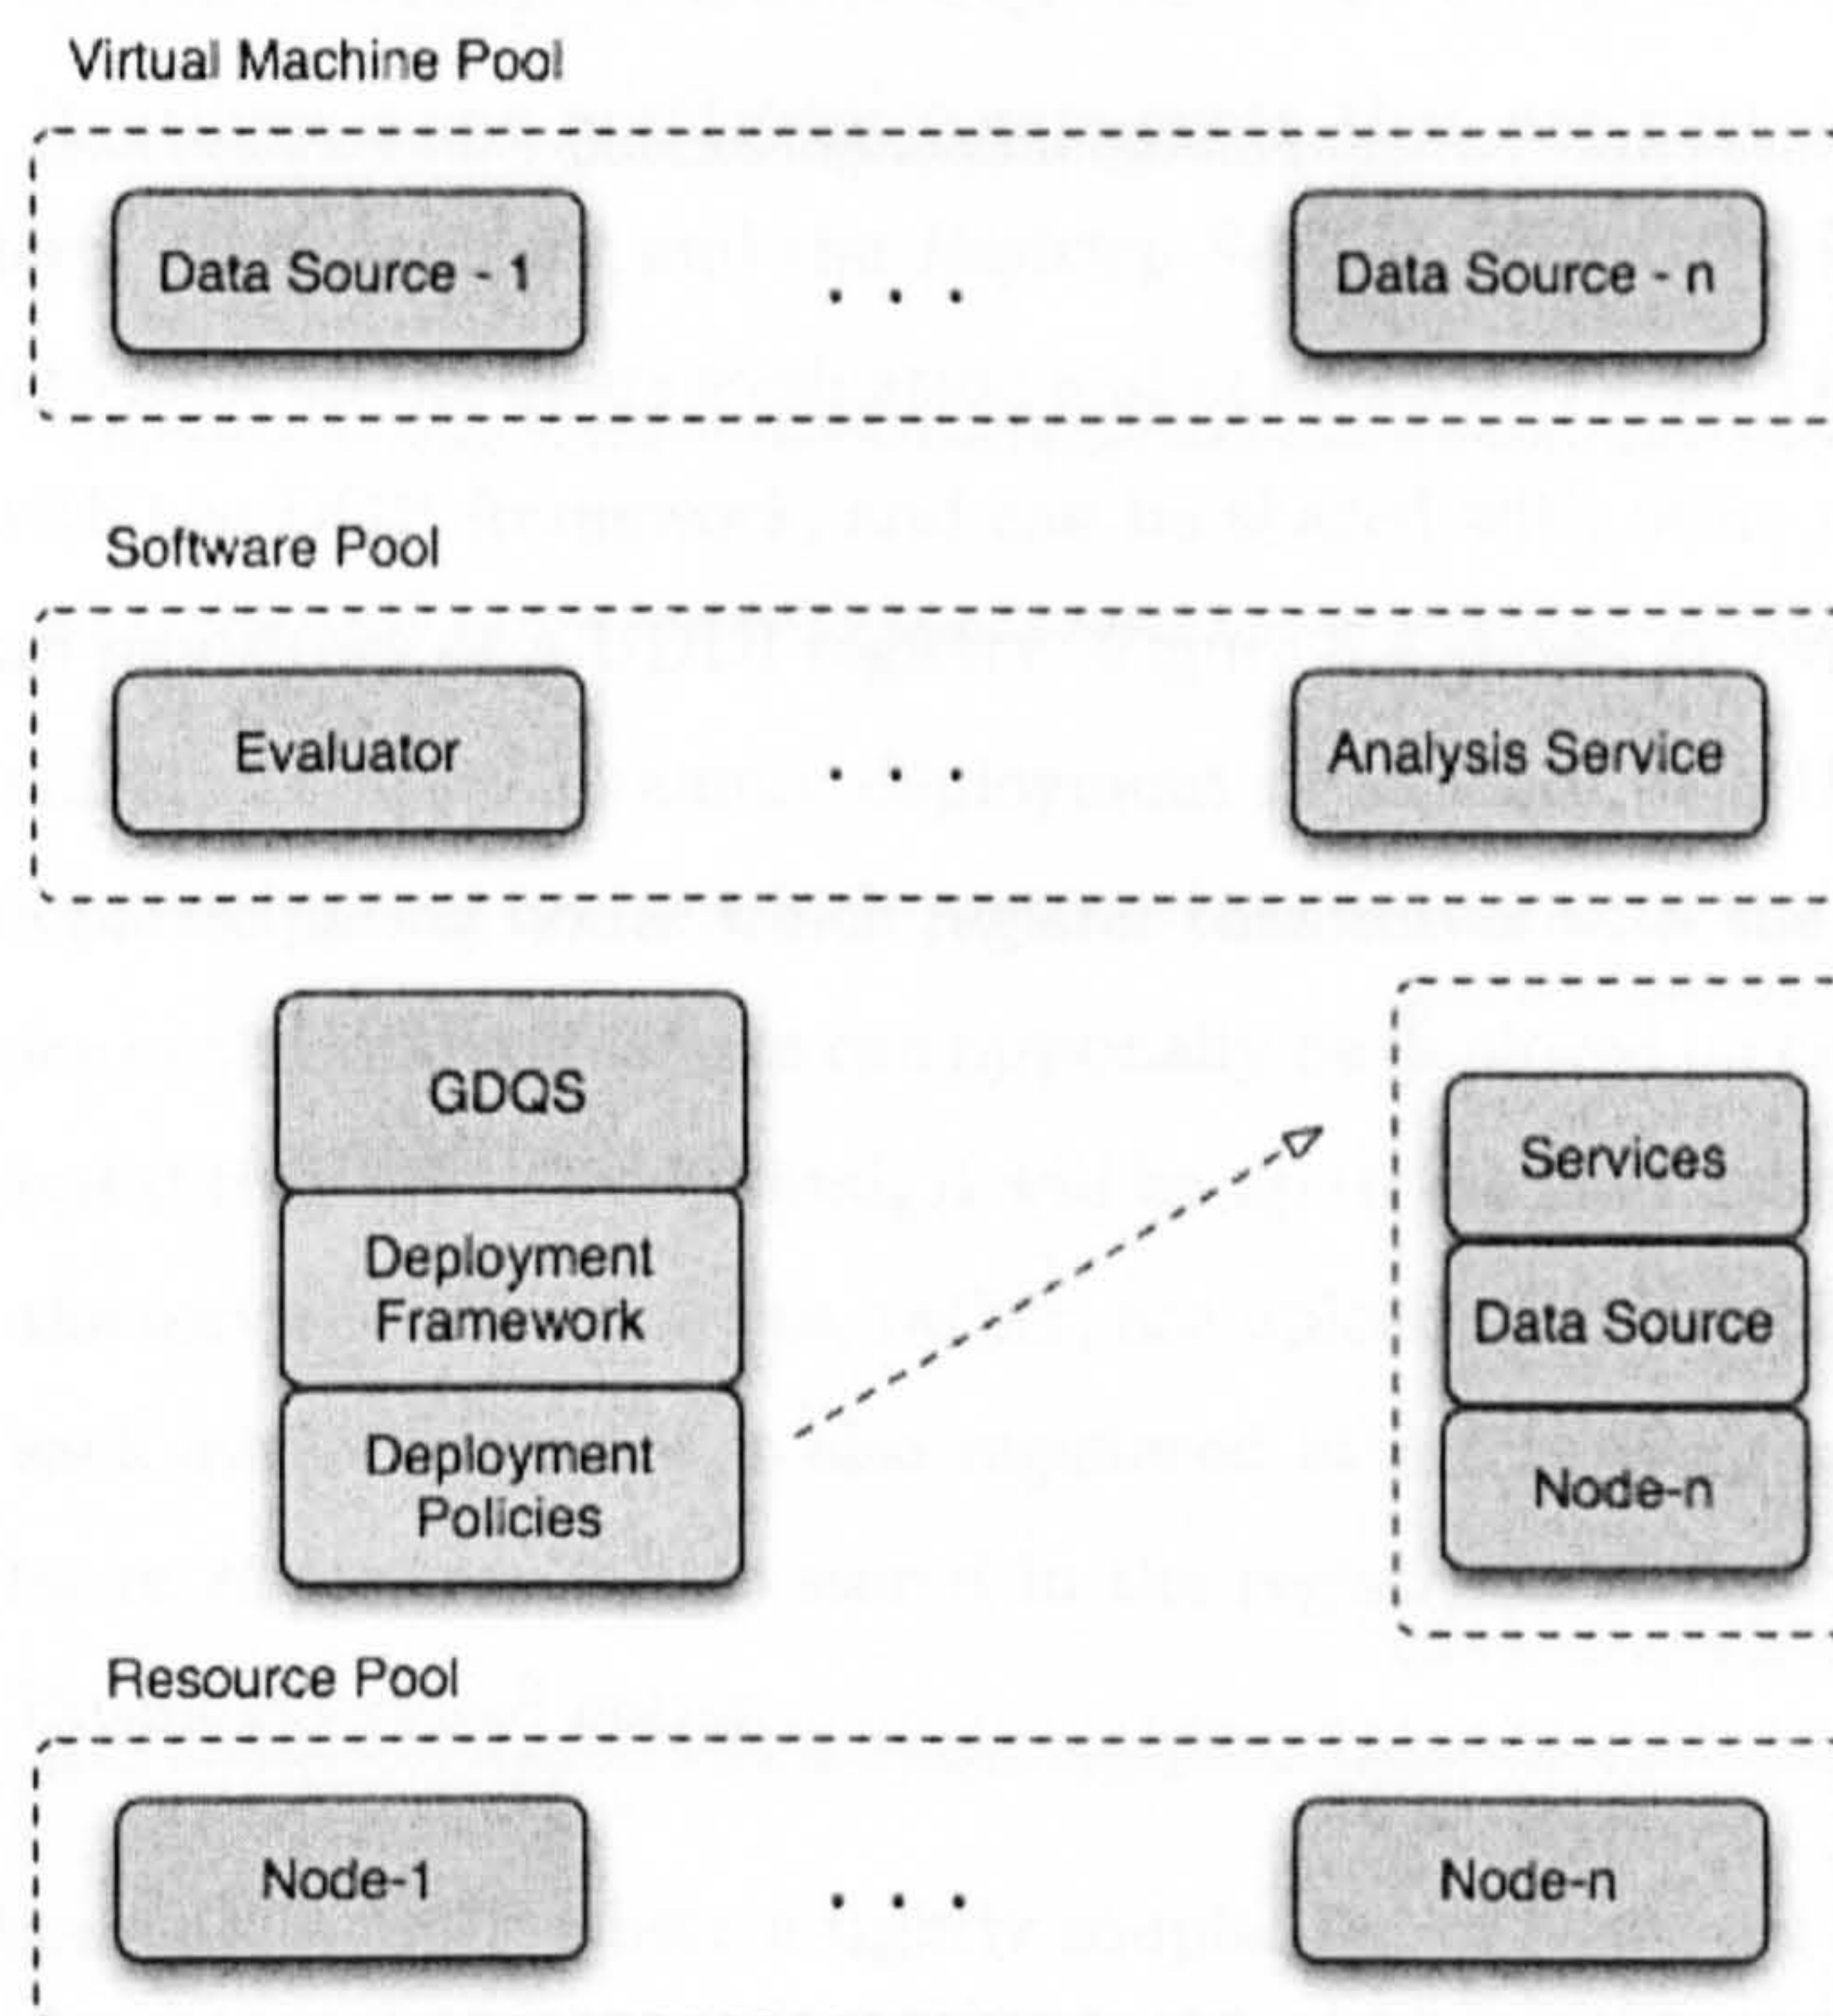 Virtual Machine Pool
Data Source - 1
. . .
Data Source - n
Software Pool
Evaluator
. . .
Analysis Service
GDQS
Deployment
Framework
Deployment
Policies
Services
Data Source
Node-n
Resource Pool
Node-1
. . .
Node-n